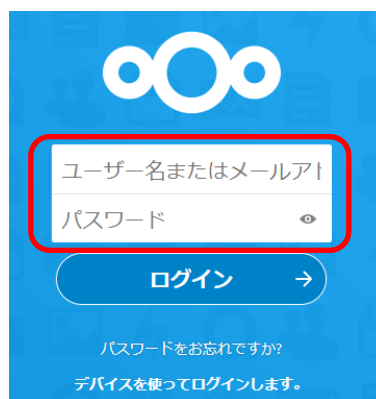 ユーザー名またはメールアト
パスワード
ログイン
パスワードをお忘れですか?
デバイスを使ってログインします。